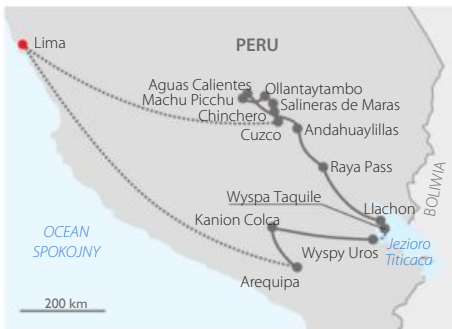 Lima
PERU
Aguas Calientes
Ollantaytambo
Machu Picchu
Salineras de Maras
Chinchero
Cuzco
Andahuaylillas
Raya Pass
BOLIWIA
Wyspa Taquile
Llachon
Kanion Colca
OCEAN
SPOKOJNY
Wyspy Uros
Jezioro
Titicaca
Arequipa
200 km